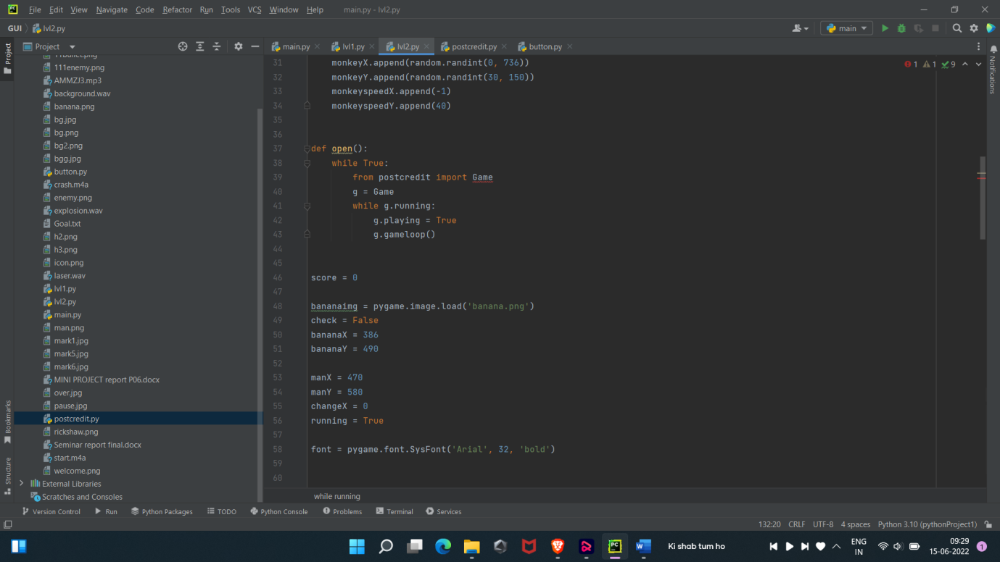 File Edit View Navigate Code Refactor Run Tools VCS Window Help main.py - lvl2.py
GUI lvl2.py main
Project
main.py lvl1.py lvl2.py postcredit.py button.py
Project
Bookmarks
Structure
Notifications
111enemy.png
AMMZJ3.mp3
background.wav
banana.png
bg.jpg
bg.png
bg2.png
bgg.jpg
button.py
crash.m4a
enemy.png
explosion.wav
Goal.txt
h2.png
h3.png
icon.png
laser.wav
lvl1.py
lvl2.py
main.py
man.png
mark1.jpg
mark5.jpg
mark6.jpg
MINI PROJECT report P06.docx
over.jpg
pause.jpg
postcredit.py
rickshaw.png
Seminar report final.docx
start.m4a
welcome.png
External Libraries
Scratches and Consoles
1 1 9
31 monkeyX.append(random.randint(0, 736))
32 monkeyY.append(random.randint(30, 150))
33 monkeyspeedX.append(-1)
34 monkeyspeedY.append(40)
35
36
37 def open():
38 while True:
39 from postcredit import Game
40 g = Game
41 while g.running:
42 g.playing = True
43 g.gameloop()
44
45
46 score = 0
47
48 bananaimg = pygame.image.load('banana.png')
49 check = False
50 bananaX = 386
51 bananaY = 490
52
53 manX = 470
54 manY = 580
55 changeX = 0
56 running = True
57
58 font = pygame.font.SysFont('Arial', 32, 'bold')
59
60
while running
Version Control Run Python Packages TODO Python Console Problems Terminal Services
132:20 CRLF UTF-8 4 spaces Python 3.10 (pythonProject1)
Ki shab tum ho
ENG
IN
09:29
15-06-2022
1